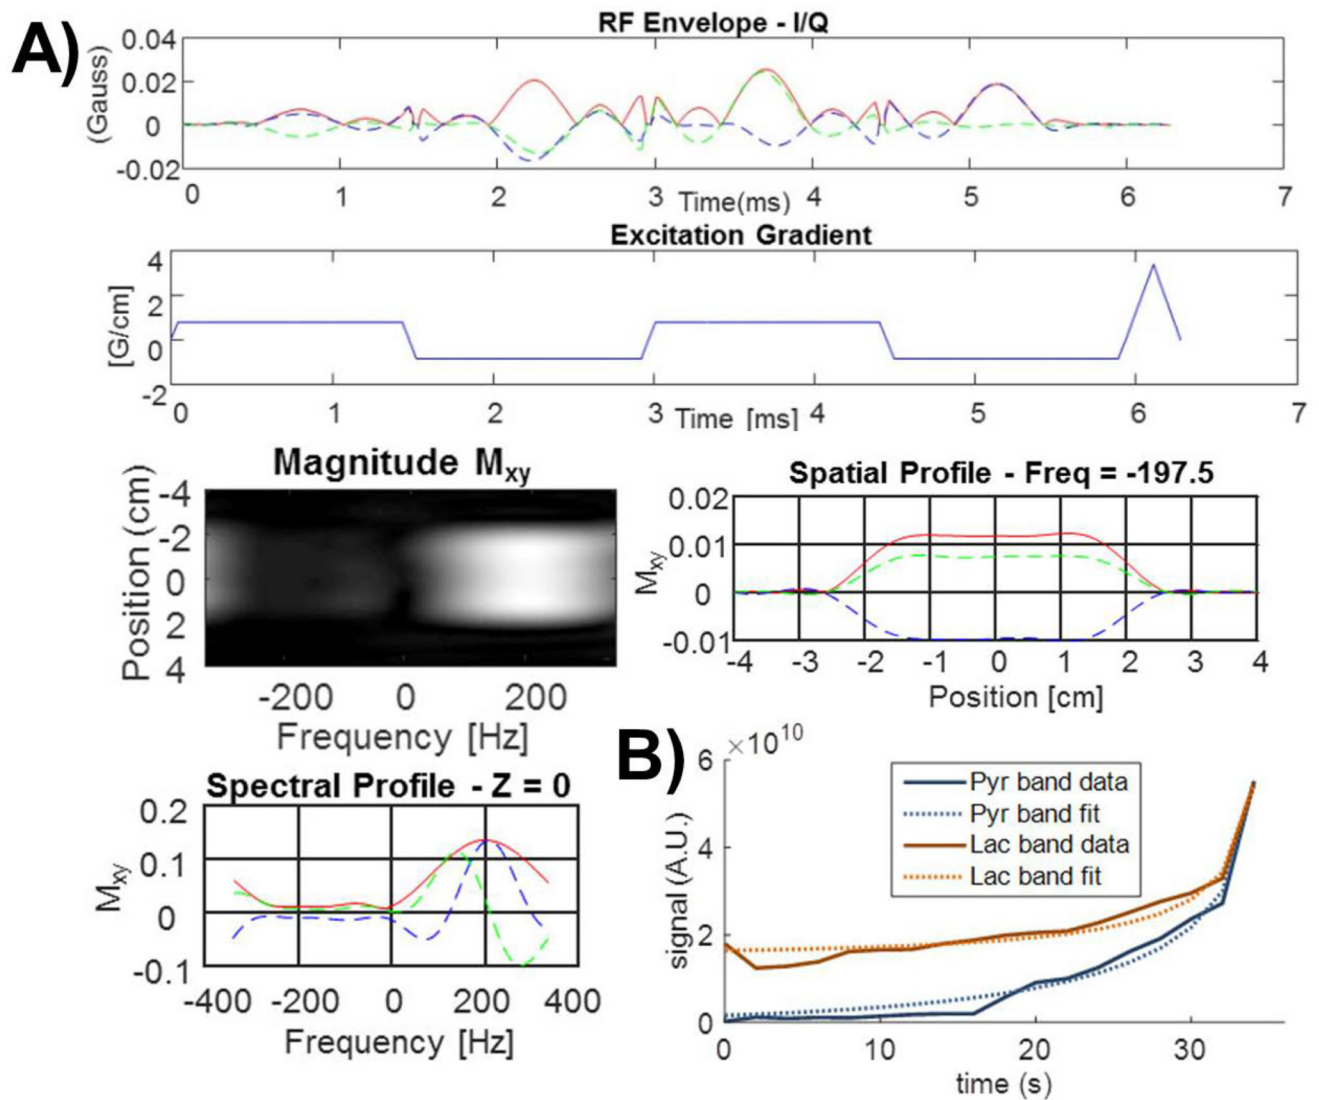 A)
RF Envelope - I/Q
(Gauss)
0.04
0.02
0
-0.02
0 1 2 3 4 5 6 7
Time(ms)
Excitation Gradient
[G/cm]
4
2
0
-2
0 1 2 3 4 5 6 7
Time [ms]
Magnitude Mxy
Position (cm)
-4
-2
0
2
4
-200 0 200
Frequency [Hz]
Spatial Profile - Freq = -197.5
Mxy
0.02
0.01
0
-0.01
-4 -3 -2 -1 0 1 2 3 4
Position [cm]
Spectral Profile - Z = 0
Mxy
0.2
0.1
0
-0.1
-400 -200 0 200 400
Frequency [Hz]
B)
×10^10
signal (A.U.)
6
4
2
0
Pyr band data
Pyr band fit
Lac band data
Lac band fit
0 10 20 30
time (s)